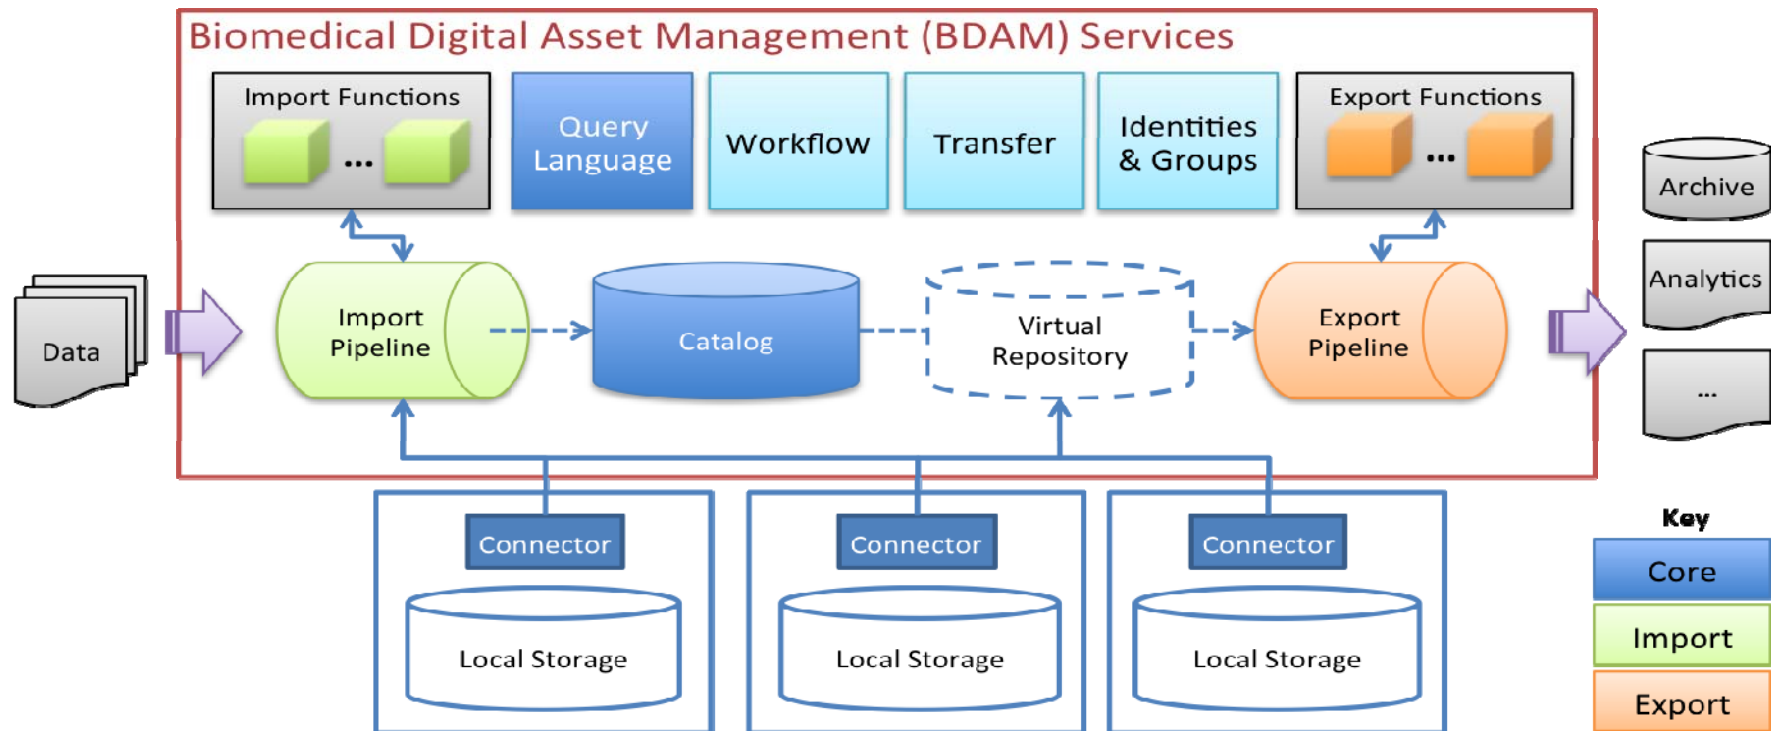 Biomedical Digital Asset Management (BDAM) Services
Import Functions
...
Query
Language
Workflow
Transfer
Identities
& Groups
Export Functions
...
Archive
Analytics
...
Data
Import
Pipeline
Catalog
Virtual
Repository
Export
Pipeline
Connector
Local Storage
Connector
Local Storage
Connector
Local Storage
Key
Core
Import
Export